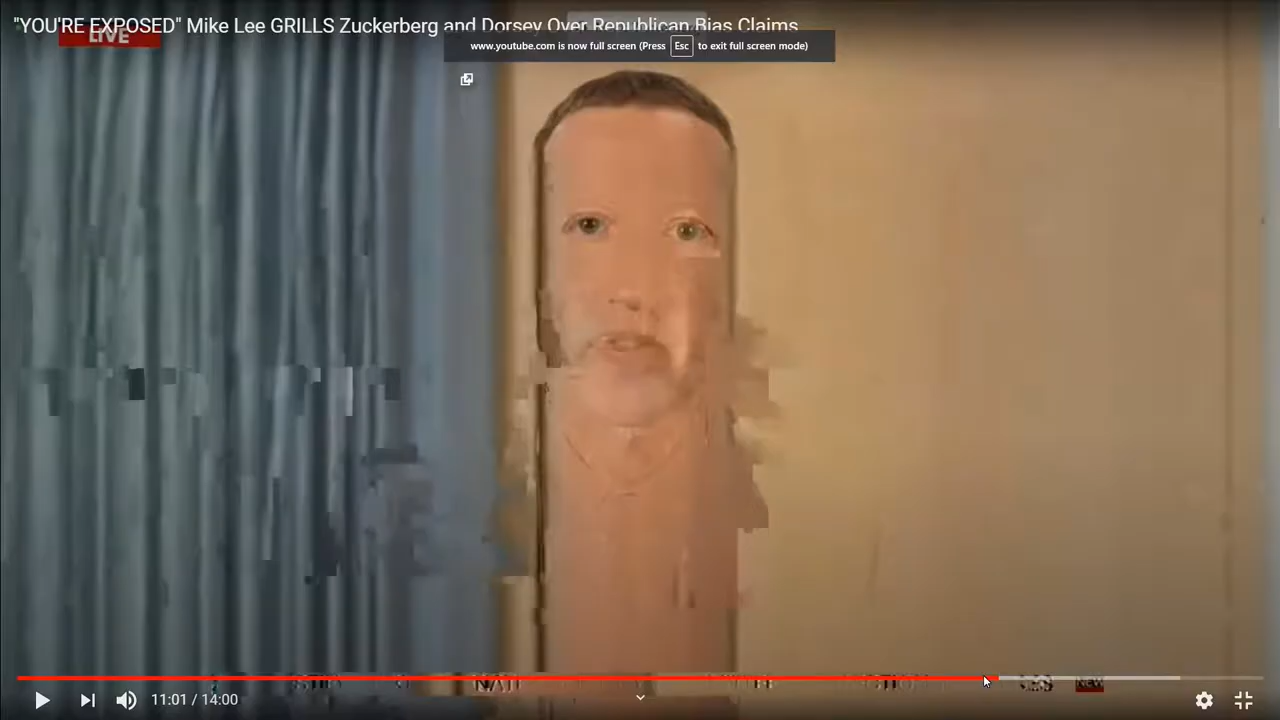 "YOU'RE EXPOSED" Mike Lee GRILLS Zuckerberg and Dorsey Over Republican Bias Claims
LIVE
www.youtube.com is now full screen (Press Esc to exit full screen mode)
NEW
11:01 / 14:00